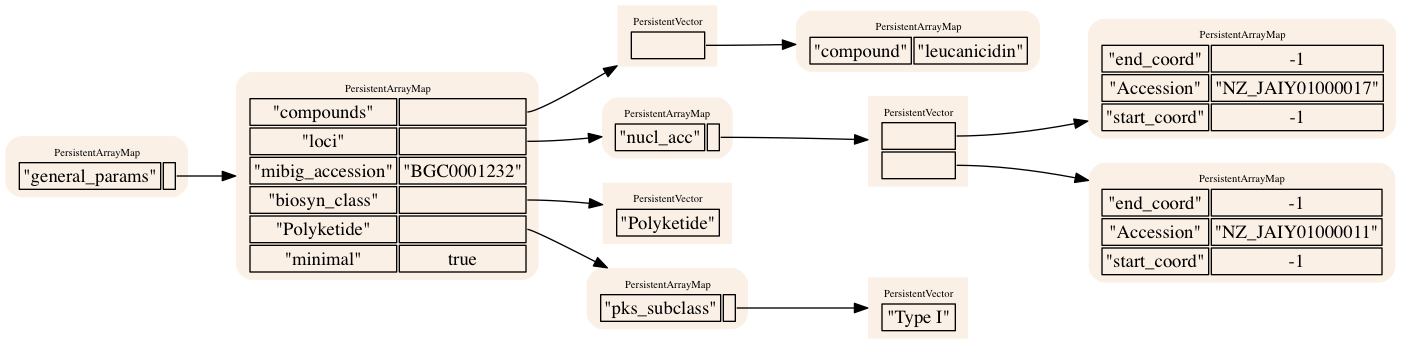 PersistentArrayMap
"general_params"
PersistentArrayMap
"compounds"
"loci"
"mibig_accession" "BGC0001232"
"biosyn_class"
"Polyketide"
"minimal" true
PersistentVector
PersistentArrayMap
"compound" "leucanicidin"
PersistentArrayMap
"nucl_acc"
PersistentVector
PersistentArrayMap
"end_coord" -1
"Accession" "NZ_JAIY01000017"
"start_coord" -1
PersistentArrayMap
"end_coord" -1
"Accession" "NZ_JAIY01000011"
"start_coord" -1
PersistentVector
"Polyketide"
PersistentArrayMap
"pks_subclass"
PersistentVector
"Type I"